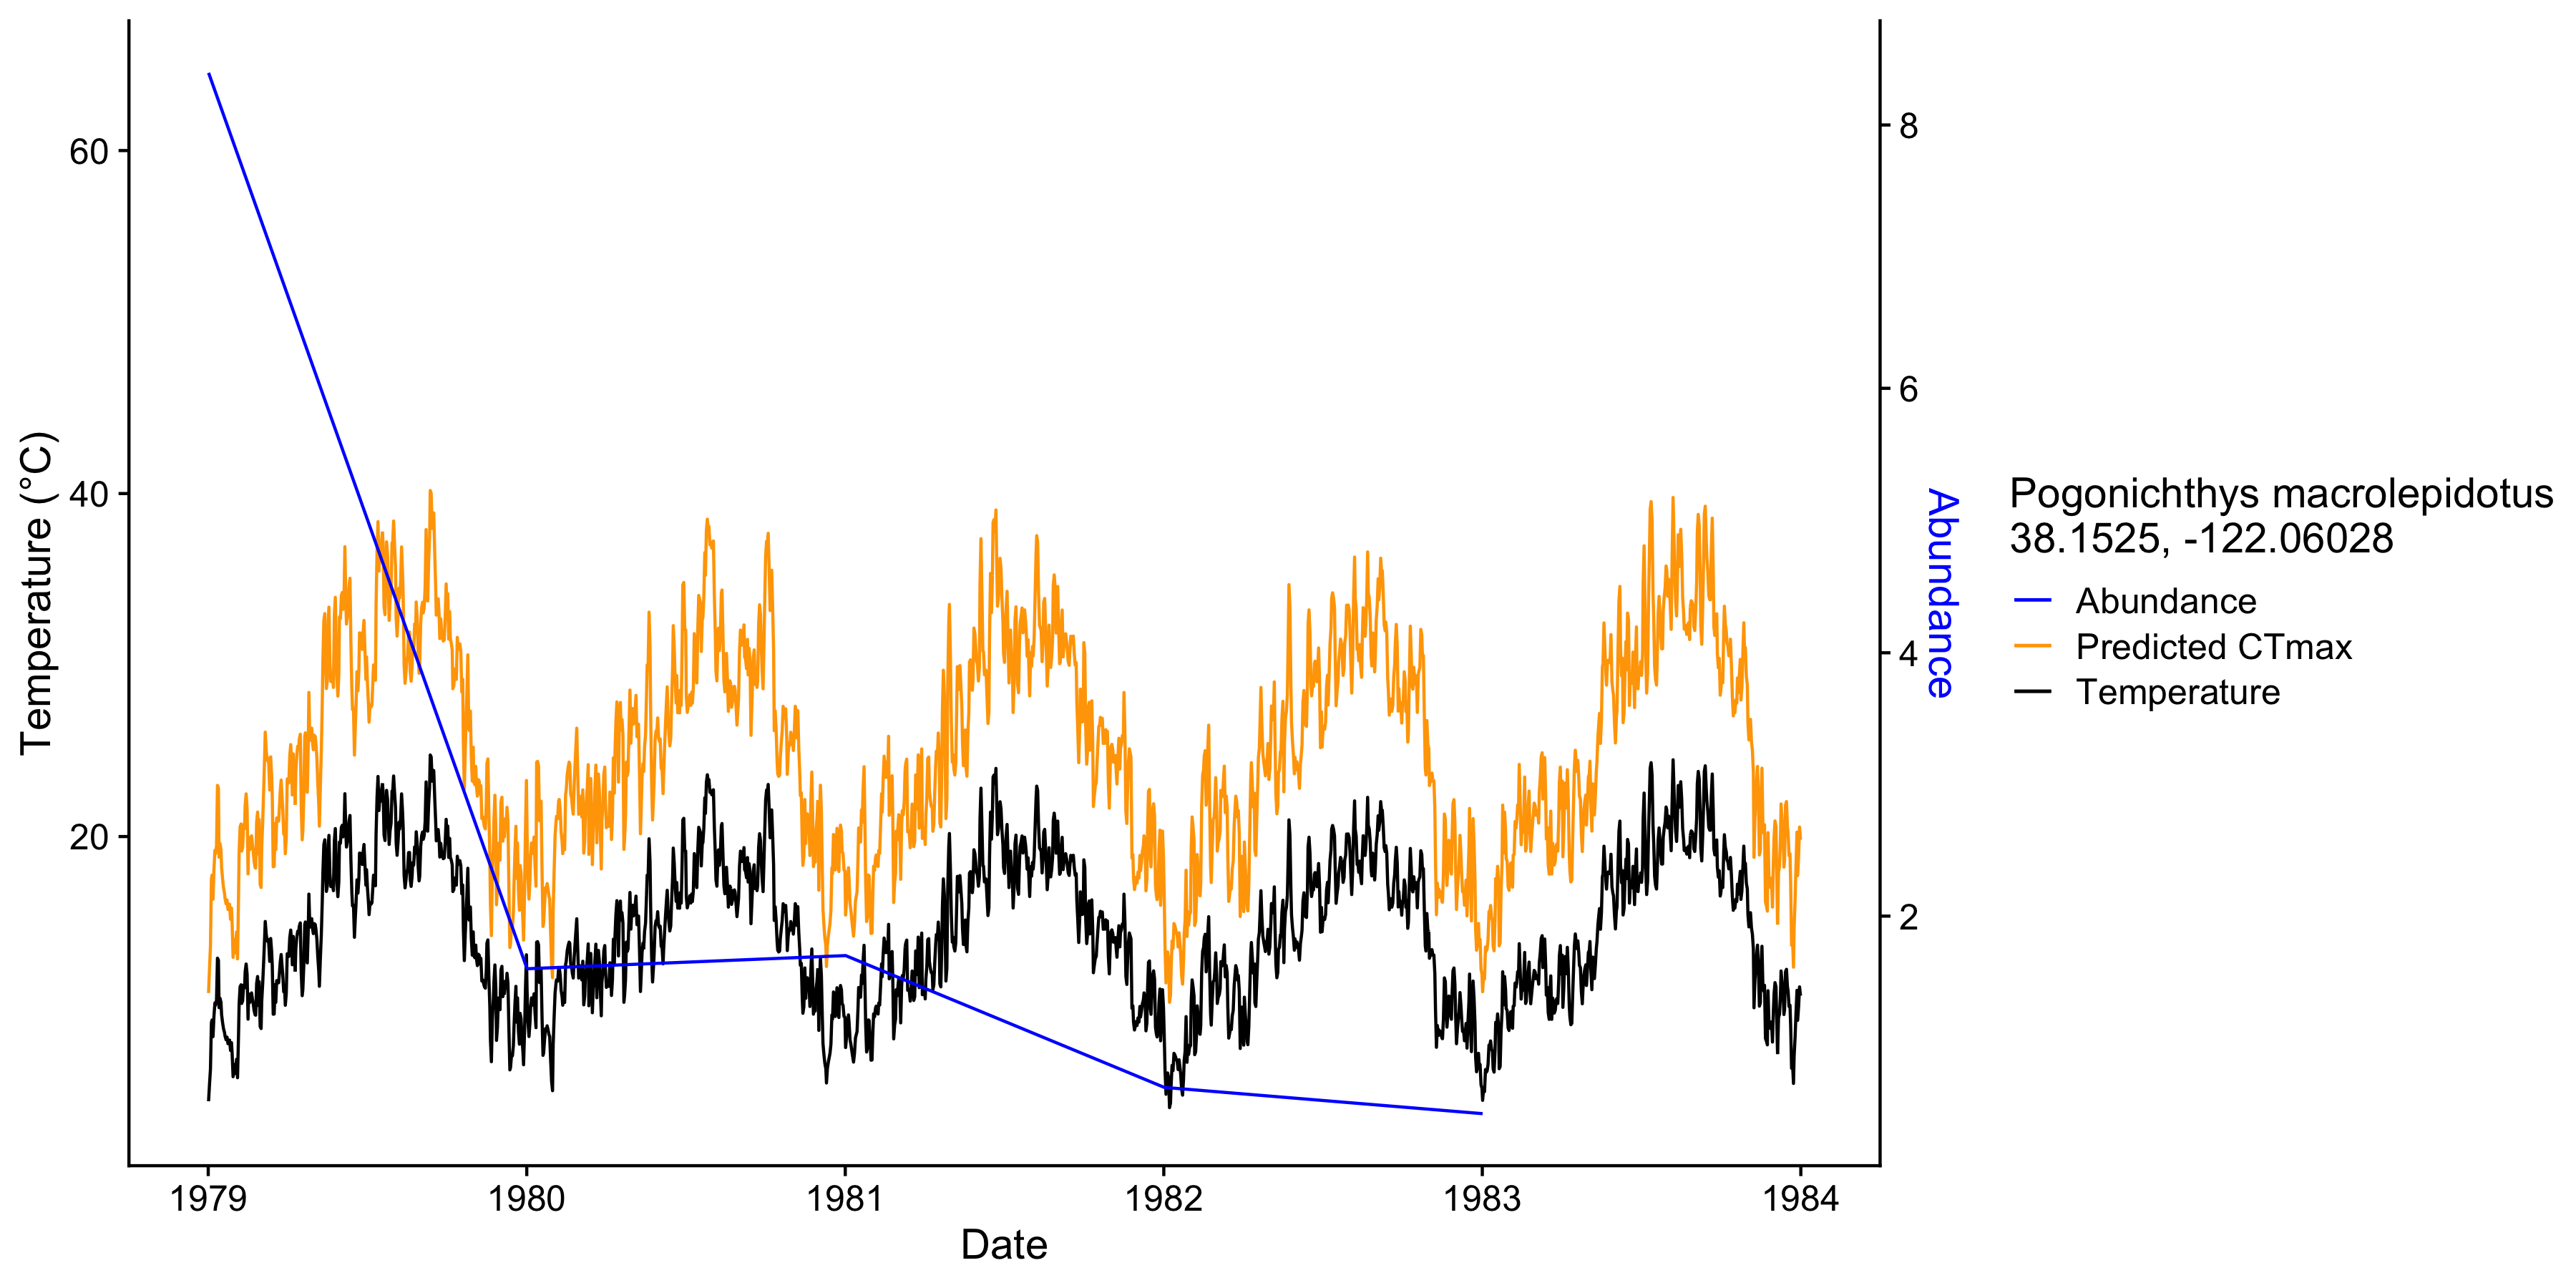 Temperature (°C)
60
40
20
1979
1980
1981
1982
1983
1984
Date
8
6
4
2
Abundance
Pogonichthys macrolepidotus
38.1525, -122.06028
Abundance
Predicted CTmax
Temperature